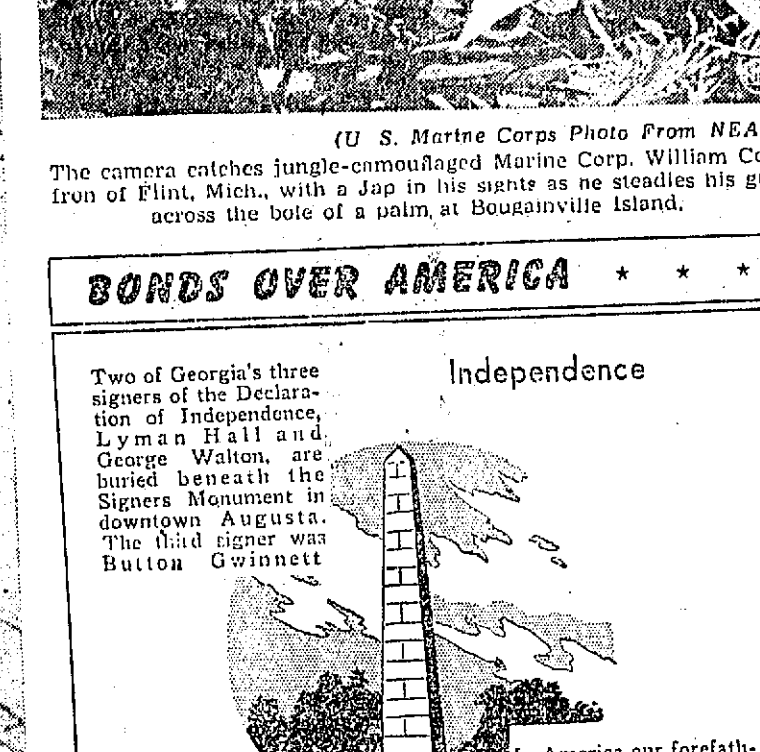 (U S. Marine Corps Photo From NEA
The camera catches jungle-camouflaged Marine Corp. William Co
fron of Flint, Mich., with a Jap in his sights as he steadies his g
across the bole of a palm, at Bougainville Island.
BONDS OVER AMERICA ★ ★ ★
Independence
Two of Georgia's three
signers of the Declara-
tion of Independence,
Lyman Hall and
George Walton, are
buried beneath the
Signers Monument in
downtown Augusta.
The third signer was
Button Gwinnett
America our forefath-